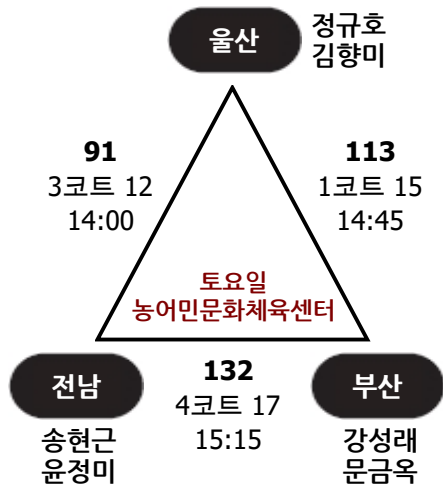 울산
정규호
김향미
91
3코트 12
14:00
113
1코트 15
14:45
토요일
농어민문화체육센터
전남
송현근
윤정미
132
4코트 17
15:15
부산
강성래
문금옥